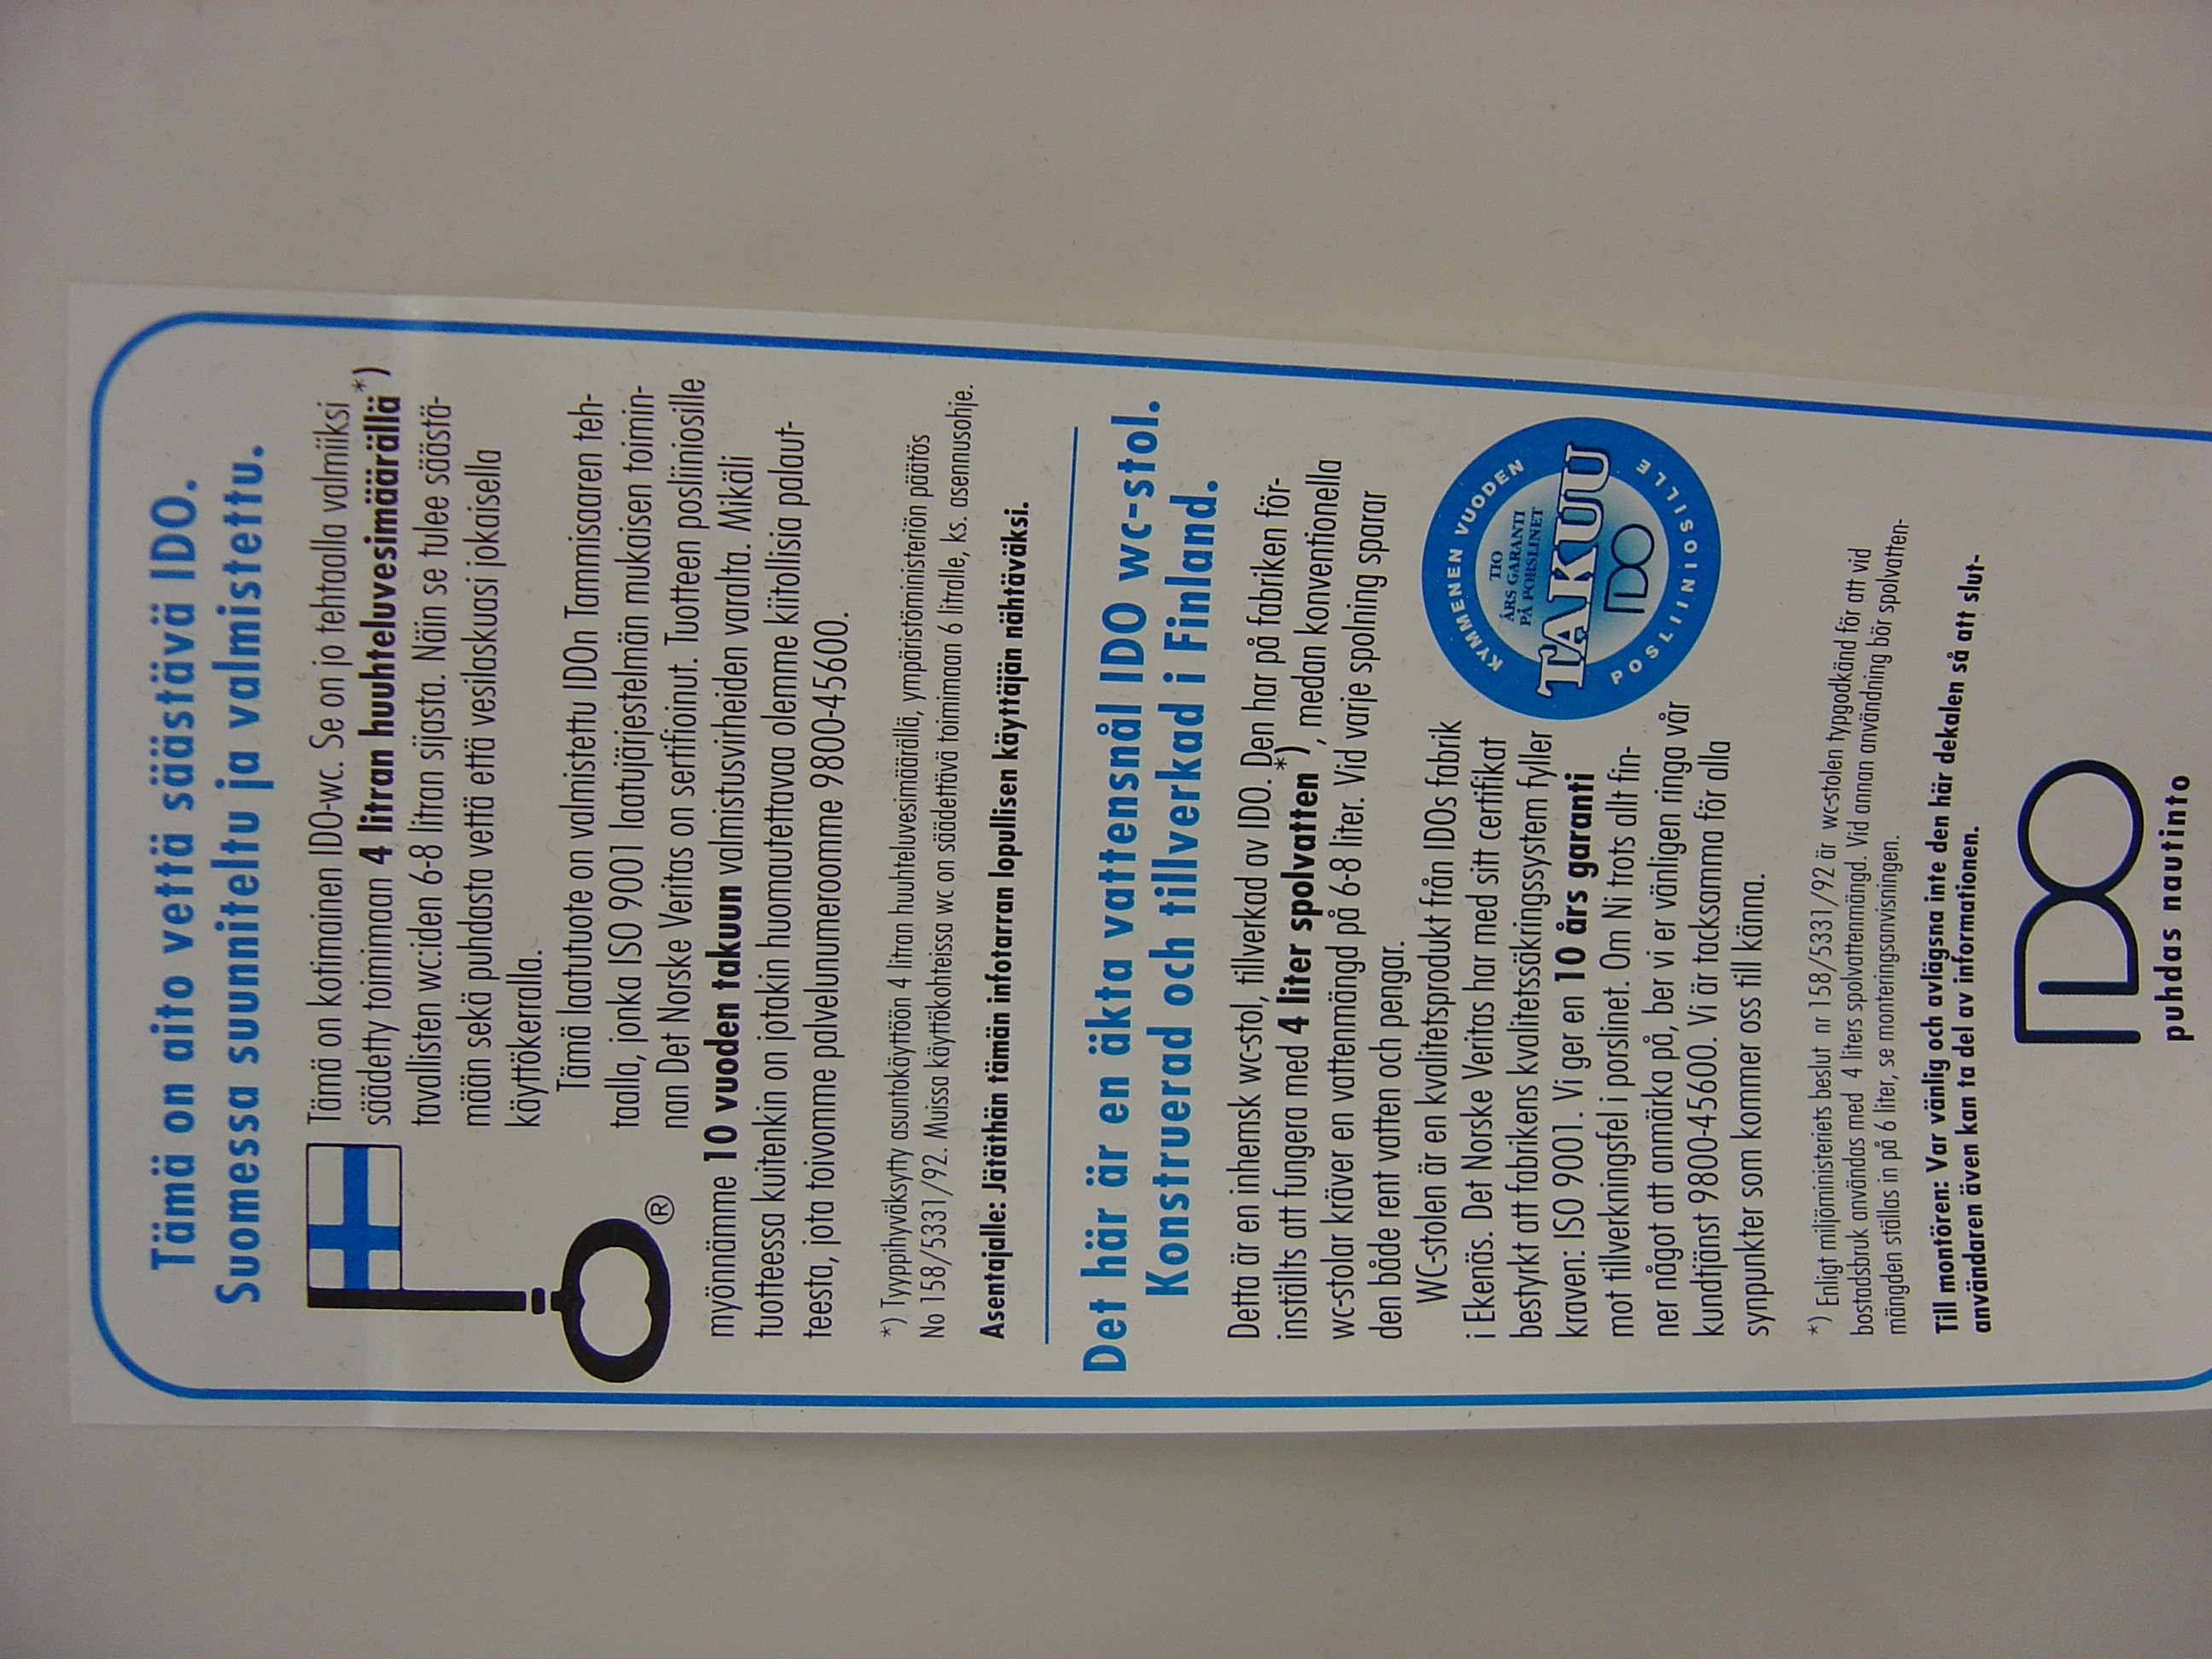 Tämä on aito vettä säästävä IDO.
Suomessa suunniteltu ja valmistettu.
Tämä on kotimainen IDO-wc. Se on jo tehtaalla valmiiksi
säädetty toimimaan 4 litran huuhteluvesimäärällä*)
tavallisten wc:iden 6-8 litran sijasta. Näin se tulee säästä-
mään sekä puhdasta vettä että vesilaskuasi jokaisella
käyttökerralla.
Tämä laatutuote on valmistettu IDOn Tammisaaren teh-
taalla, jonka ISO 9001 laatujärjestelmän mukaisen toimin-
nan Det Norske Veritas on sertifioinut. Tuotteen posliiniosille
®
myönnämme 10 vuoden takuun valmistusvirheiden varalta. Mikäli
tuotteessa kuitenkin on jotakin huomautettavaa olemme kiitollisia palaut-
teesta, jota toivomme palvelunumeroomme 9800-45600.
*) Tyyppihyväksytty asuntokäyttöön 4 litran huuhteluvesimäärällä, ympäristöministeriön päätös
No 158/5331/92. Muissa käyttökohteissa wc on säädettävä toimimaan 6 litralle, ks. asennusohje.
Asentajalle: Jätäthän tämän infotarran lopullisen käyttäjän nähtäväksi.
Det här är en äkta vattensnål IDO wc-stol.
Konstruerad och tillverkad i Finland.
Detta är en inhemsk wc-stol, tillverkad av IDO. Den har på fabriken för-
inställts att fungera med 4 liter spolvatten*), medan konventionella
wc-stolar kräver en vattenmängd på 6-8 liter. Vid varje spolning sparar
den både rent vatten och pengar.
WC-stolen är en kvalitetsprodukt från IDOs fabrik
i Ekenäs. Det Norske Veritas har med sitt certifikat
bestyrkt att fabrikens kvalitetssäkringssystem fyller
kraven: ISO 9001. Vi ger en 10 års garanti
mot tillverkningsfel i porslinet. Om Ni trots allt fin-
ner något att anmärka på, ber vi er vänligen ringa vår
kundtjänst 9800-45600. Vi är tacksamma för alla
synpunkter som kommer oss till känna.
KYMMENEN VUODEN
TIO
ÅRS GARANTI
PÅ PORSLINET
TAKUU
IDO
POSLIINIOSILLE
*) Enligt miljöministeriets beslut nr 158/5331/92 är wc-stolen typgodkänd för att vid
bostadsbruk användas med 4 liters spolvattenmängd. Vid annan användning bör spolvatten-
mängden ställas in på 6 liter, se monteringsanvisningen.
Till montören: Var vänlig och avlägsna inte den här dekalen så att slut-
användaren även kan ta del av informationen.
IDO
puhdas nautinto